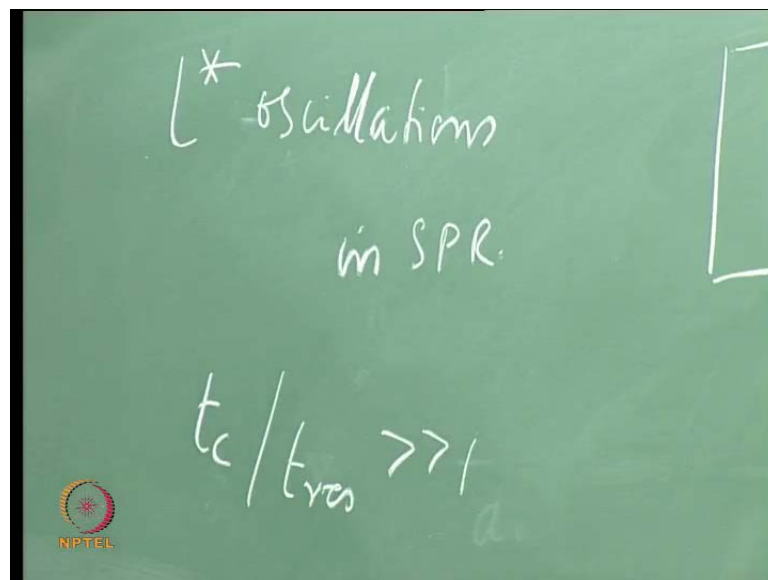 L* oscillations
in SPR.
tc/tres >>1
NPTEL